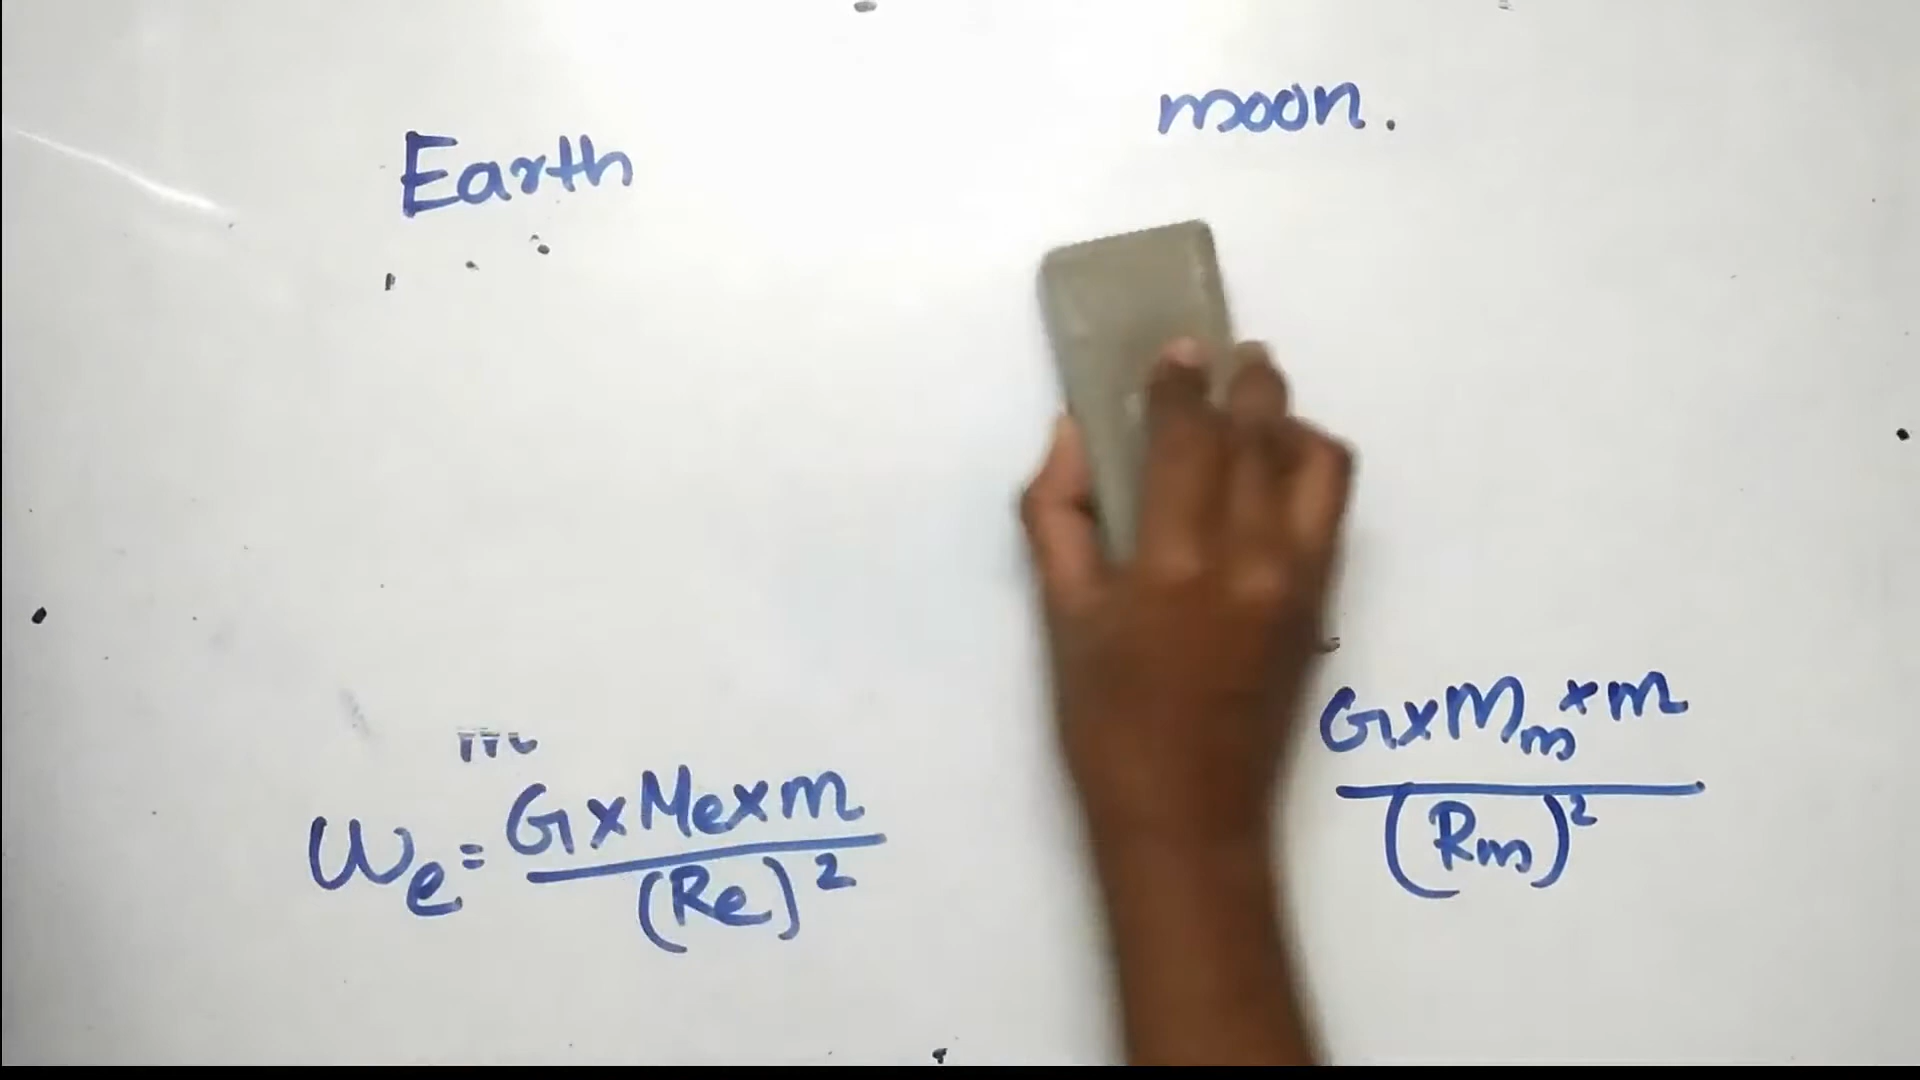 moon.
Earth
We = G x Me x m / (Re)²
G x Mm x m / (Rm)²